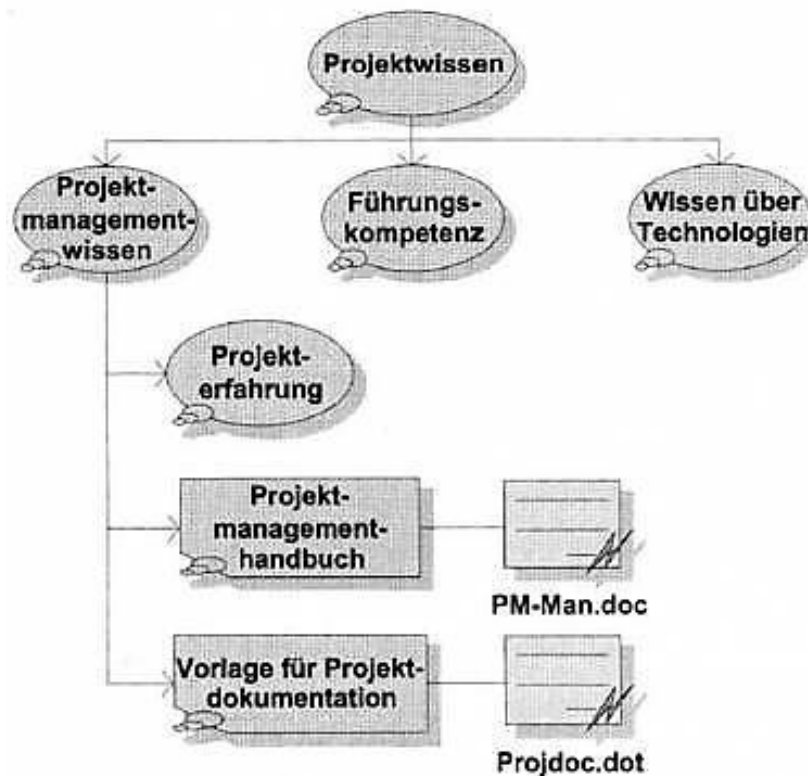 Projektwissen
Projekt-
management-
wissen
Führungs-
kompetenz
Wissen über
Technologien
Projekt-
erfahrung
Projekt-
management-
handbuch
PM-Man.doc
Vorlage für Projekt-
dokumentation
Projdoc.dot